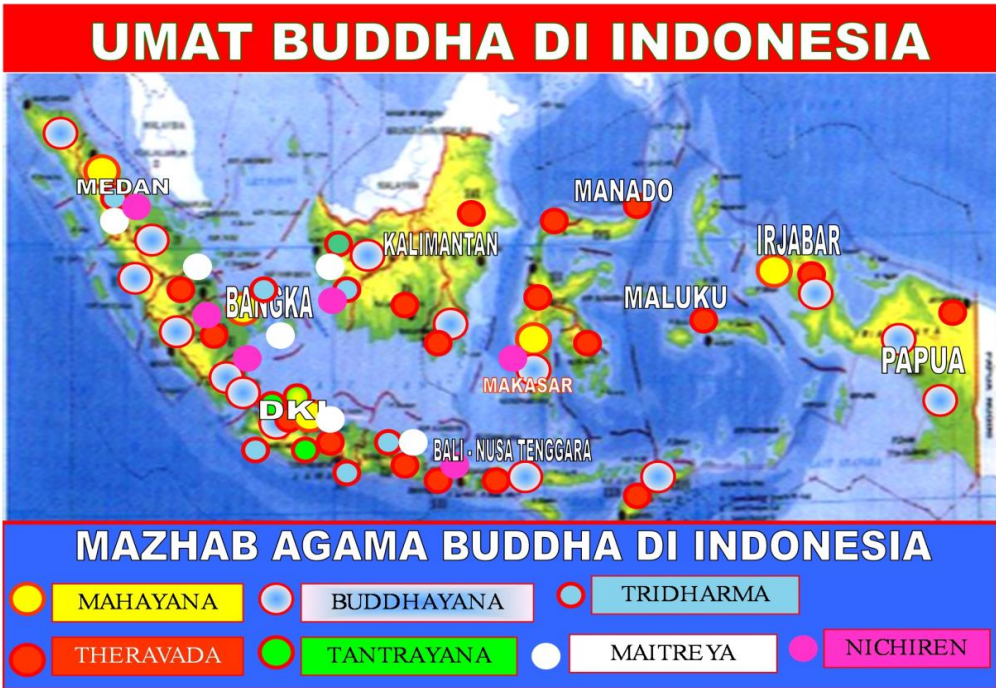 UMAT BUDDHA DI INDONESIA
MEDAN
MANADO
KALIMANTAN
IRJABAR
BANGKA
MALUKU
PAPUA
MAKASAR
DKI
BALI - NUSA TENGGARA
MAZHAB AGAMA BUDDHA DI INDONESIA
MAHAYANA
BUDDHAYANA
TRIDHARMA
THERAVADA
TANTRAYANA
MAITREYA
NICHIREN